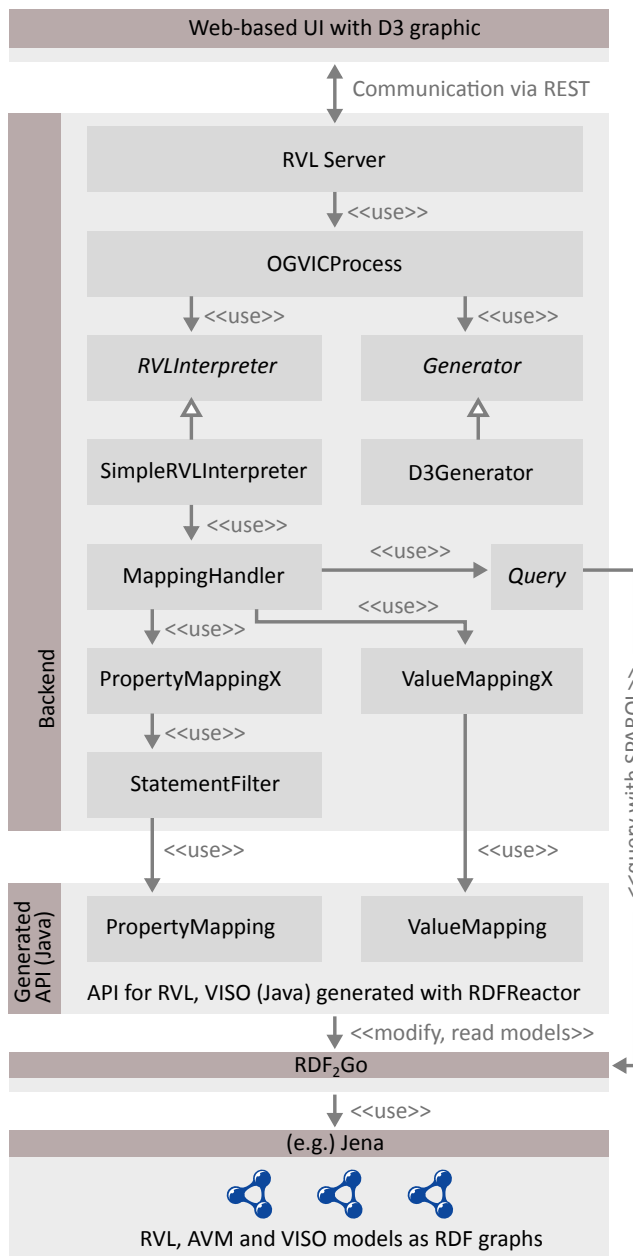 Web-based UI with D3 graphic
Communication via REST
Backend
RVL Server
<<use>>
OGVICProcess
<<use>>
<<use>>
RVLInterpreter
Generator
SimpleRVLInterpreter
D3Generator
<<use>>
<<use>>
MappingHandler
Query
<<use>>
<<use>>
PropertyMappingX
ValueMappingX
<<use>>
StatementFilter
<<query with SPARQL>>
<<use>>
<<use>>
Generated
API (Java)
PropertyMapping
ValueMapping
API for RVL, VISO (Java) generated with RDFReactor
<<modify, read models>>
RDF₂Go
<<use>>
(e.g.) Jena
RVL, AVM and VISO models as RDF graphs